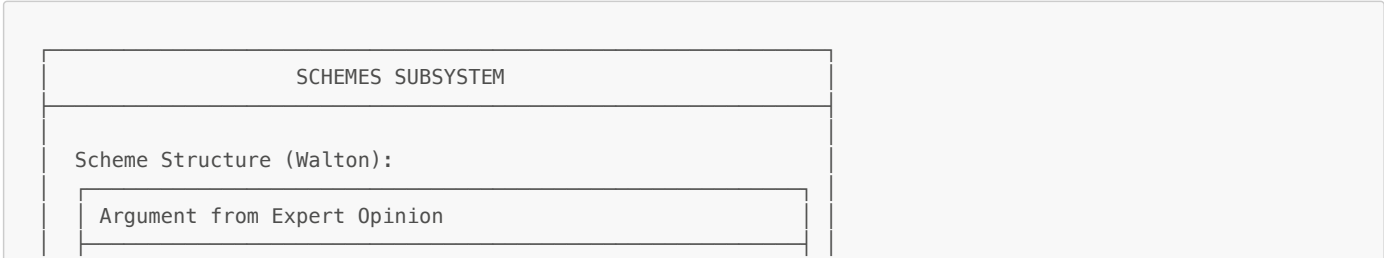 SCHEMES SUBSYSTEM
Scheme Structure (Walton):
Argument from Expert Opinion